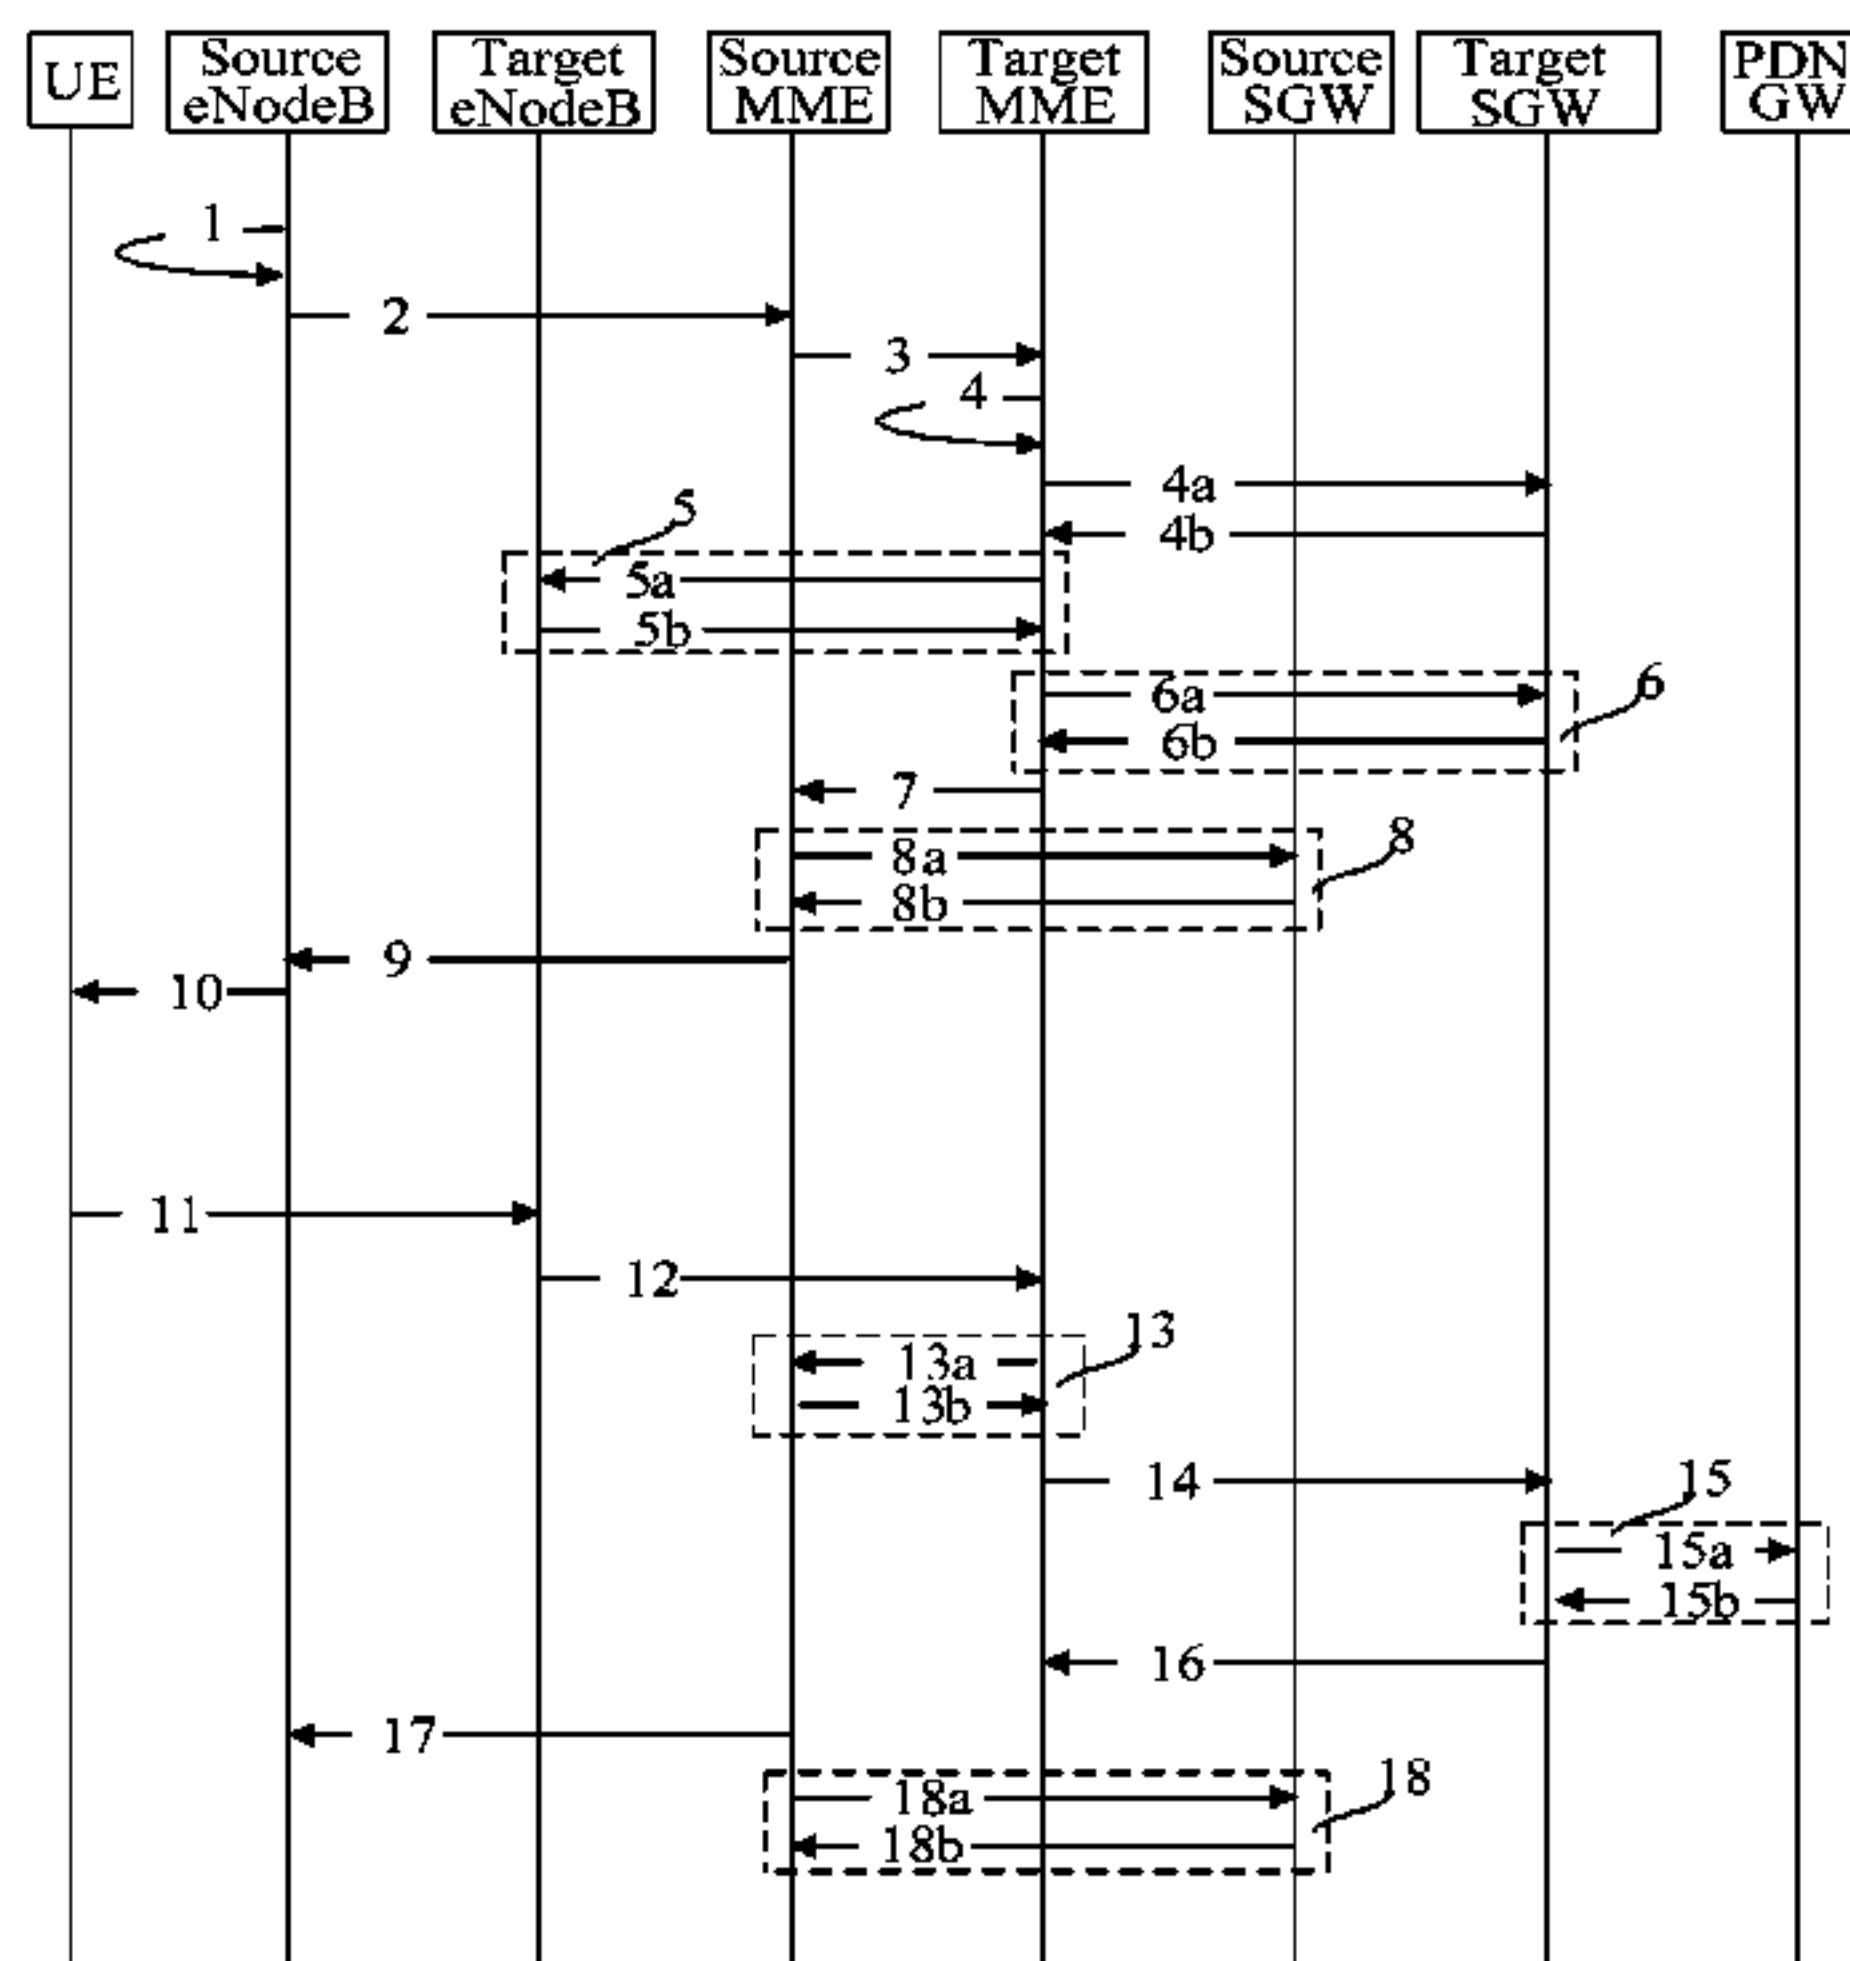 UE
Source
eNodeB
Target
eNodeB
Source
MME
Target
MME
Source
SGW
Target
SGW
PDN
GW
1
2
3
4
4a
4b
5
5a
5b
6
6a
6b
7
8
8a
8b
9
10
11
12
13
13a
13b
14
15
15a
15b
16
17
18
18a
18b